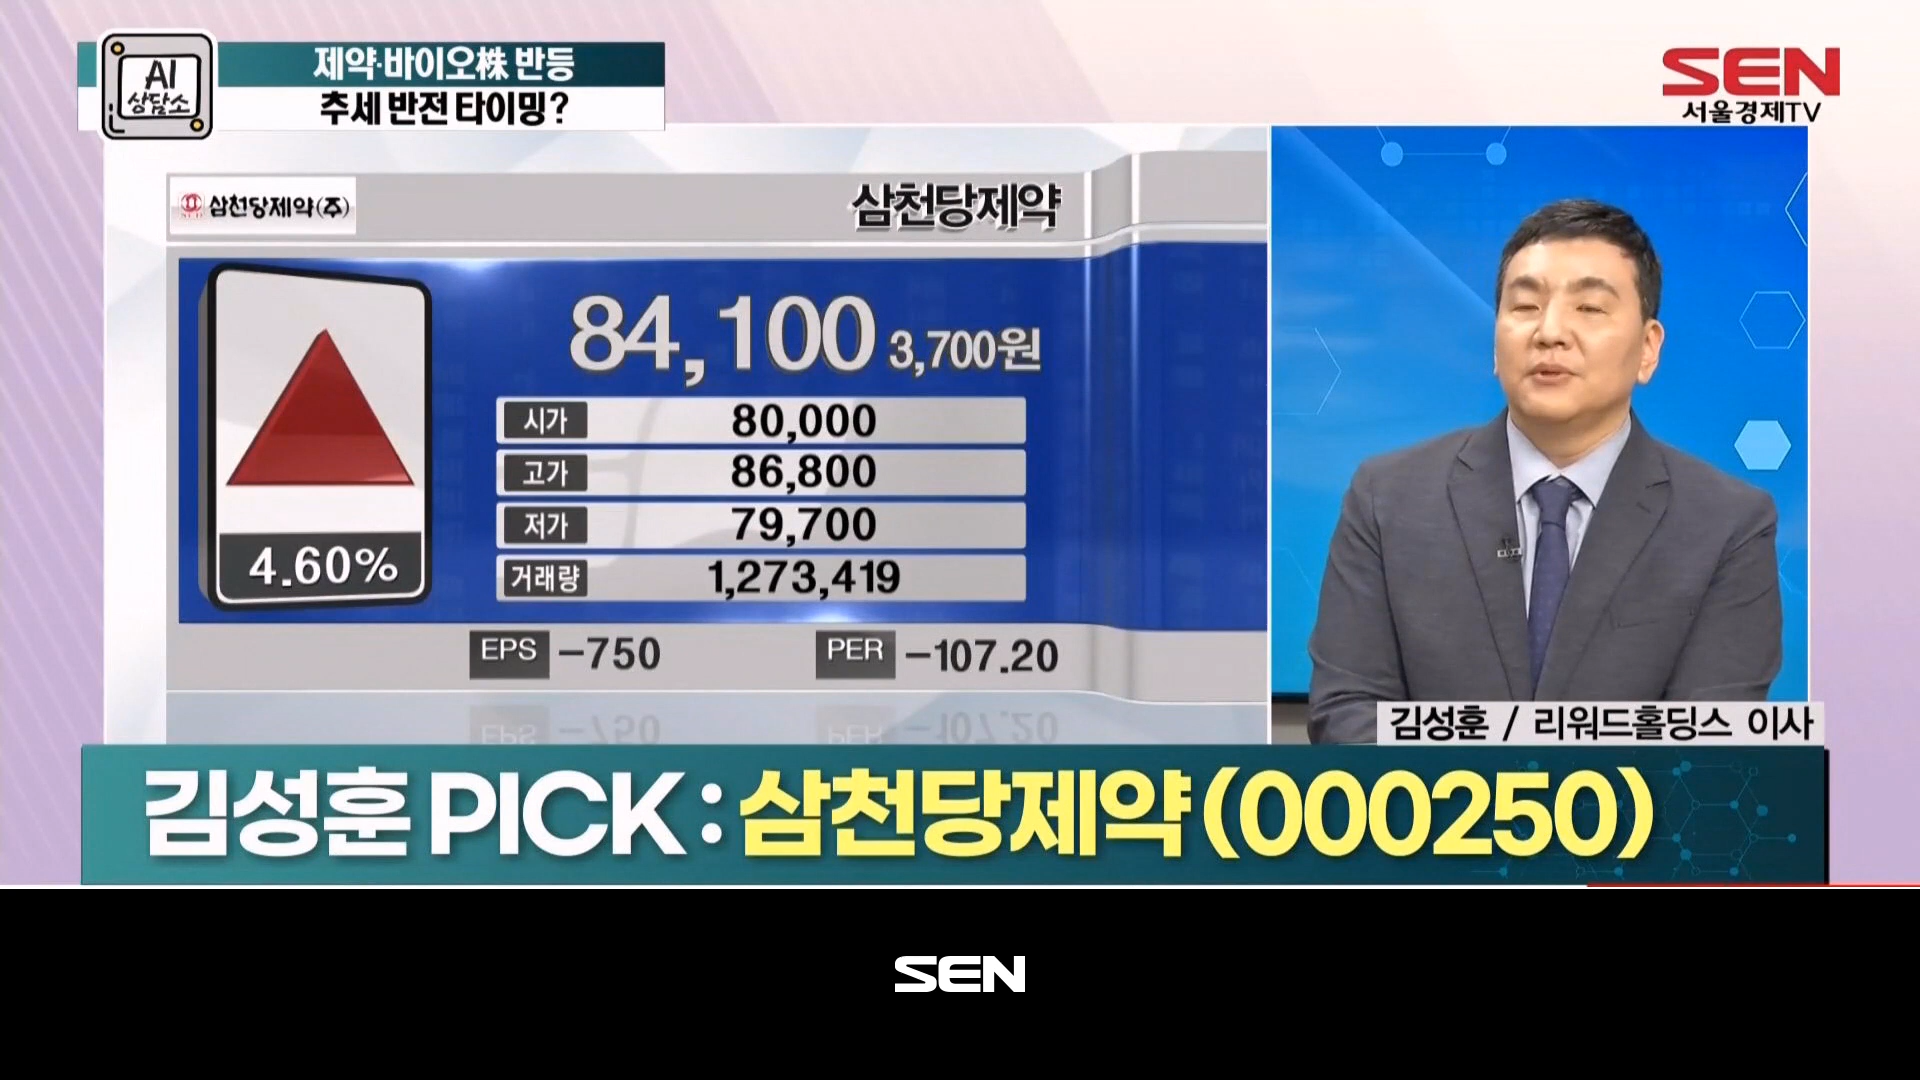 AI
상담소
제약·바이오株 반등
추세 반전 타이밍?
SEN
서울경제TV
삼천당제약(주)
삼천당제약
84,100 3,700원
시가 80,000
고가 86,800
저가 79,700
거래량 1,273,419
4.60%
EPS -750 PER -107.20
김성훈 / 리워드홀딩스 이사
김성훈 PICK : 삼천당제약(000250)
SEN